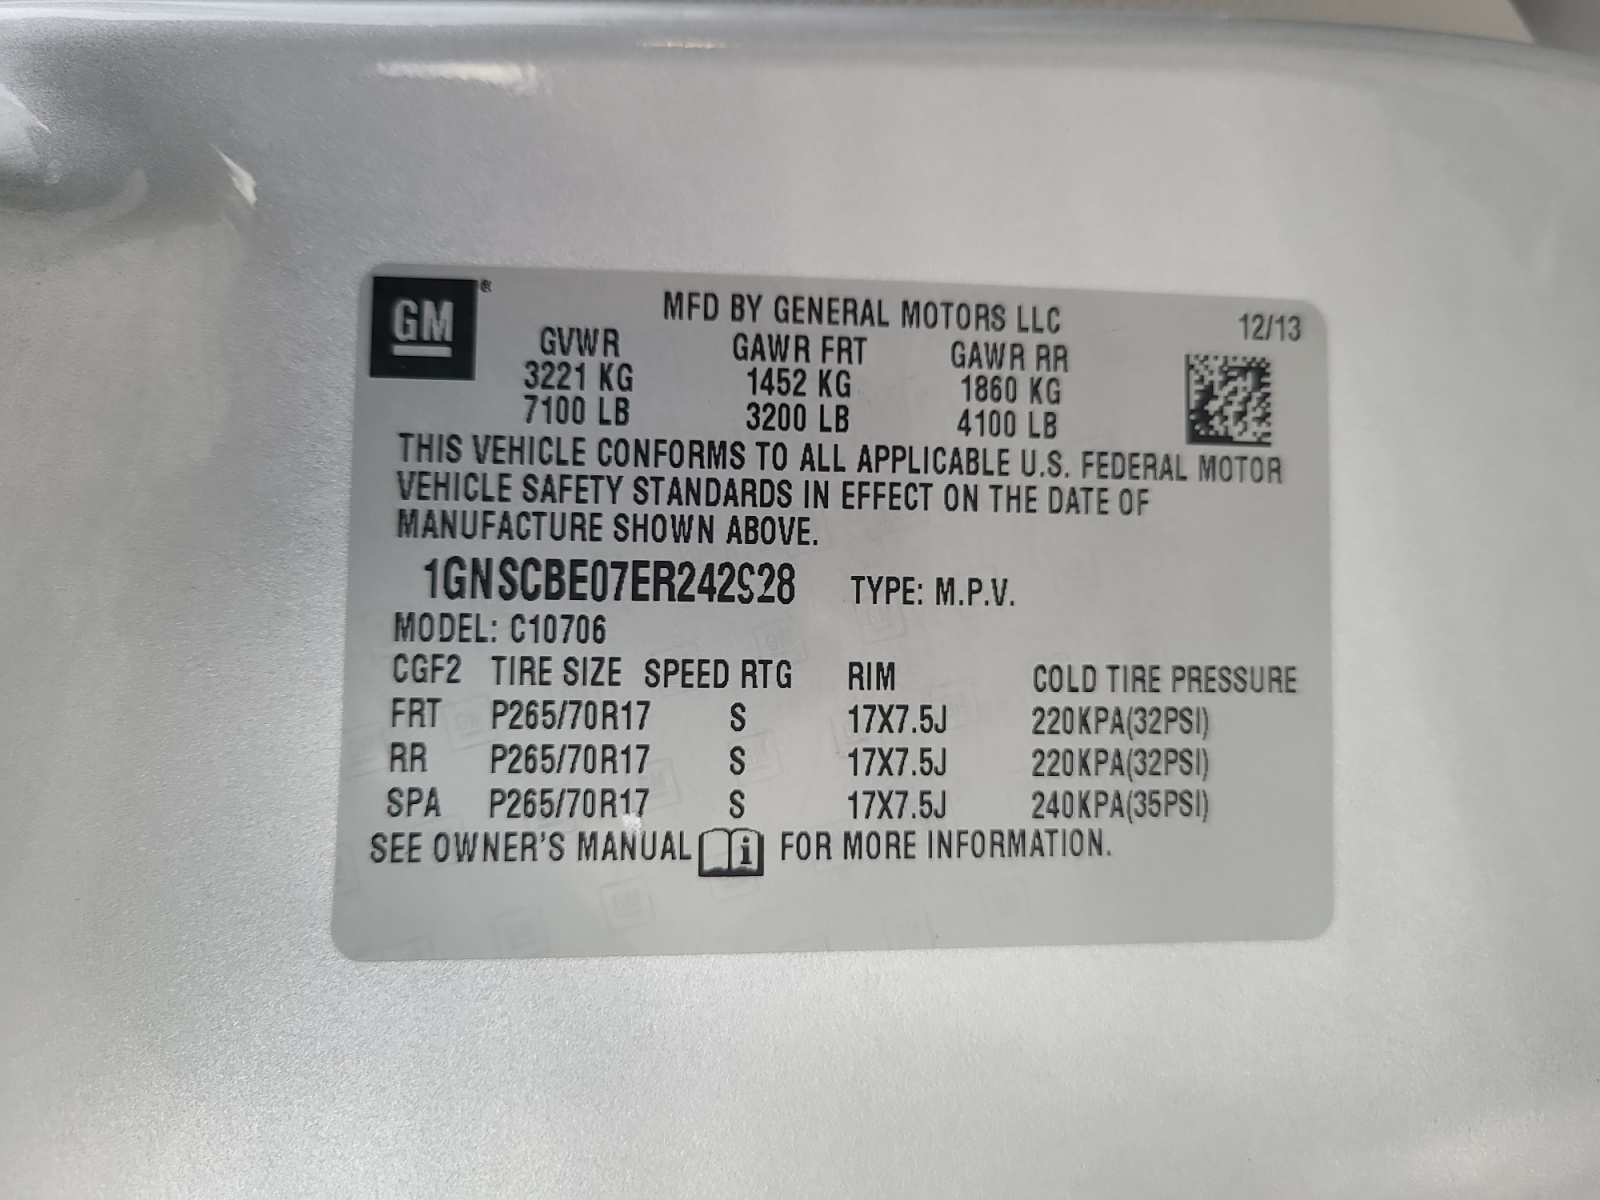 GM ®
MFD BY GENERAL MOTORS LLC 12/13
GVWR GAWR FRT GAWR RR
3221 KG 1452 KG 1860 KG
7100 LB 3200 LB 4100 LB
THIS VEHICLE CONFORMS TO ALL APPLICABLE U.S. FEDERAL MOTOR
VEHICLE SAFETY STANDARDS IN EFFECT ON THE DATE OF
MANUFACTURE SHOWN ABOVE.
1GNSCBE07ER242928 TYPE: M.P.V.
MODEL: C10706
CGF2 TIRE SIZE SPEED RTG RIM COLD TIRE PRESSURE
FRT P265/70R17 S 17X7.5J 220KPA(32PSI)
RR P265/70R17 S 17X7.5J 220KPA(32PSI)
SPA P265/70R17 S 17X7.5J 240KPA(35PSI)
SEE OWNER'S MANUAL i FOR MORE INFORMATION.